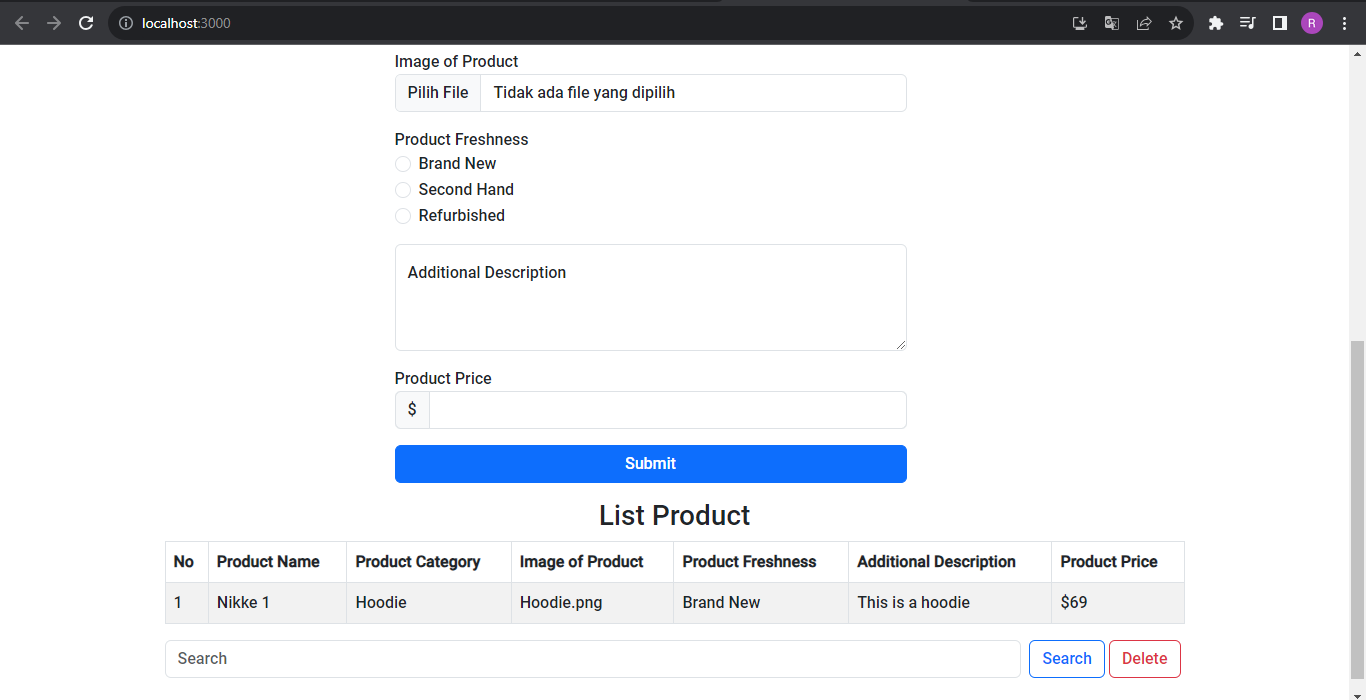 localhost:3000
R
Image of Product
Pilih File Tidak ada file yang dipilih
Product Freshness
Brand New
Second Hand
Refurbished
Additional Description
Product Price
$
Submit
List Product
No Product Name Product Category Image of Product Product Freshness Additional Description Product Price
1 Nikke 1 Hoodie Hoodie.png Brand New This is a hoodie $69
Search Search Delete